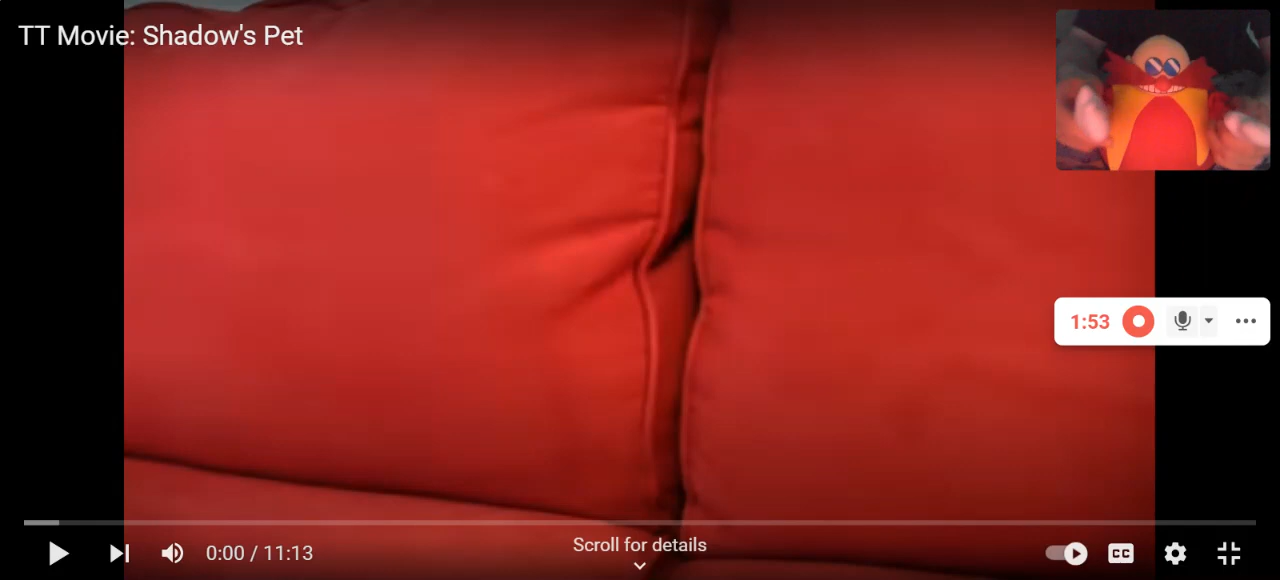 TT Movie: Shadow's Pet
1:53
0:00 / 11:13
Scroll for details
CC